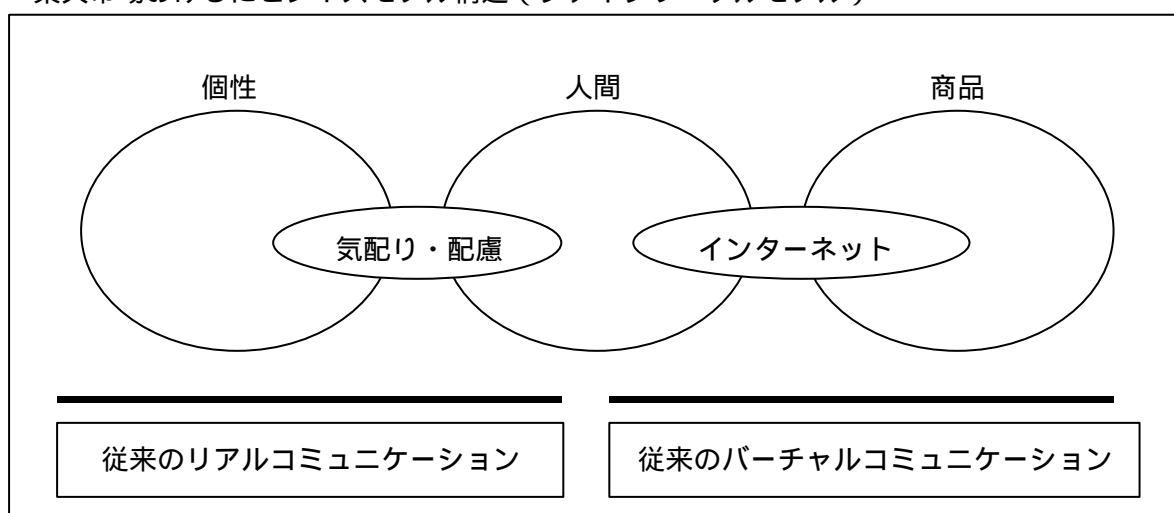 個性 人間 商品
気配り・配慮 インターネット
従来のリアルコミュニケーション 従来のバーチャルコミュニケーション